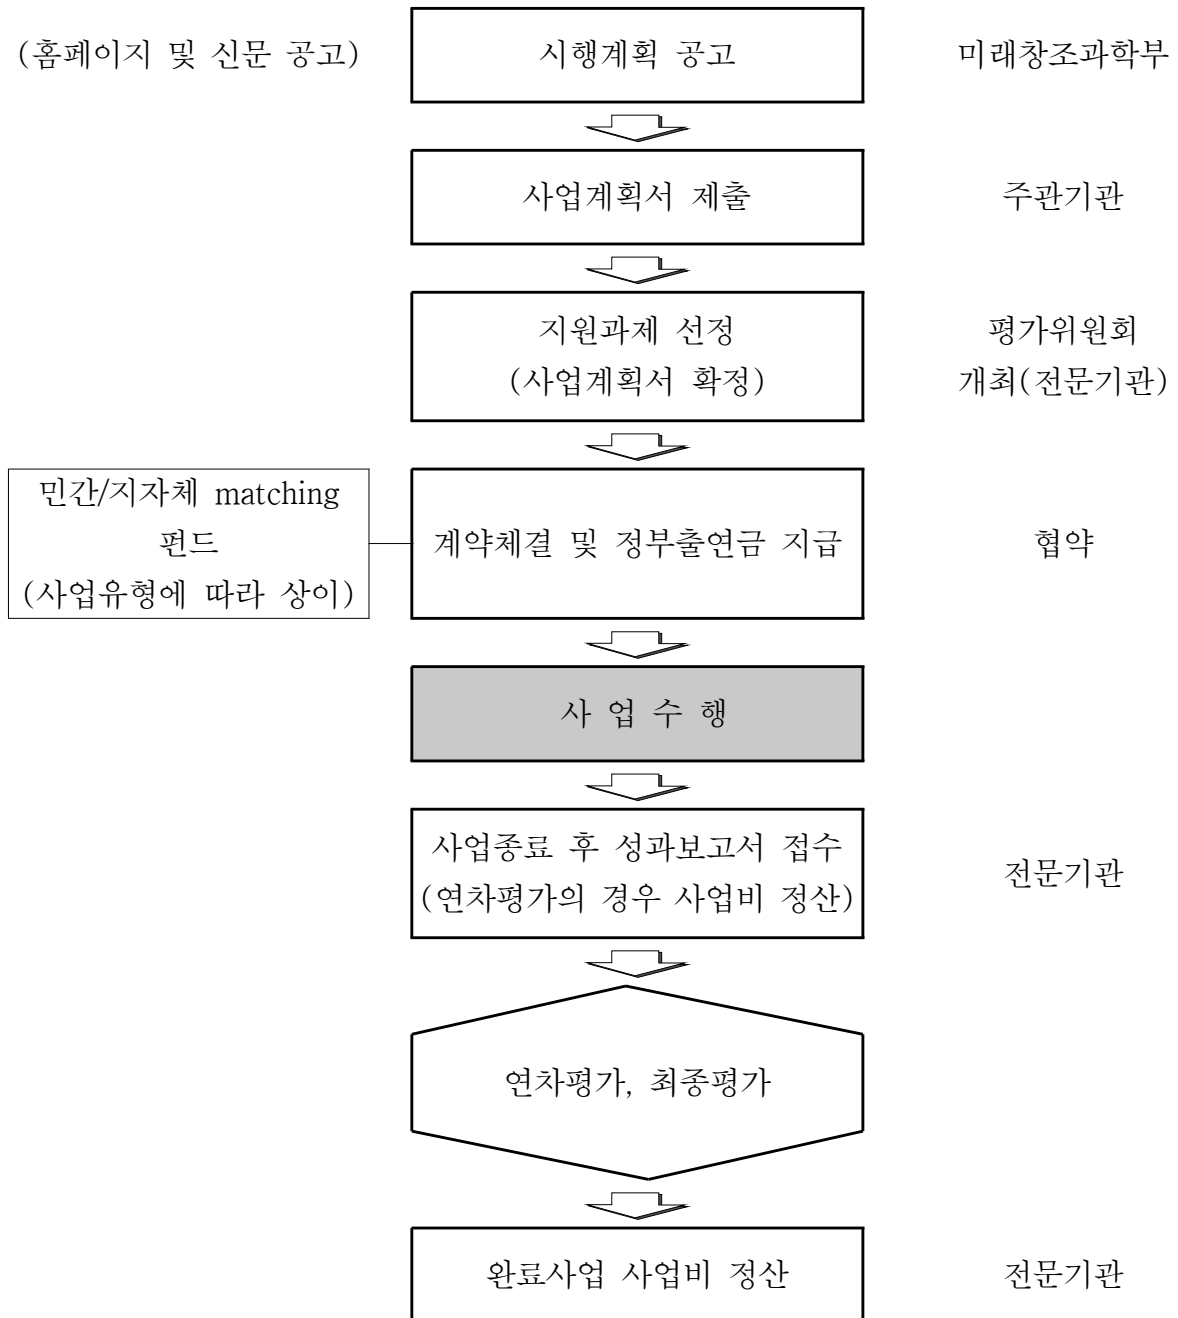 (홈페이지 및 신문 공고)
시행계획 공고
미래창조과학부
사업계획서 제출
주관기관
지원과제 선정
(사업계획서 확정)
평가위원회
개최(전문기관)
민간/지자체 matching
펀드
(사업유형에 따라 상이)
계약체결 및 정부출연금 지급
협약
사 업 수 행
사업종료 후 성과보고서 접수
(연차평가의 경우 사업비 정산)
전문기관
연차평가, 최종평가
완료사업 사업비 정산
전문기관